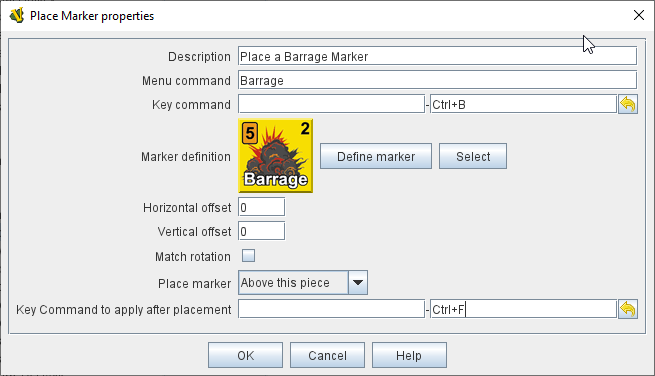 Place Marker properties
Description Place a Barrage Marker
Menu command Barrage
Key command - Ctrl+B
5 2
Barrage
Marker definition Define marker Select
Horizontal offset 0
Vertical offset 0
Match rotation
Place marker Above this piece
Key Command to apply after placement - Ctrl+F
OK Cancel Help